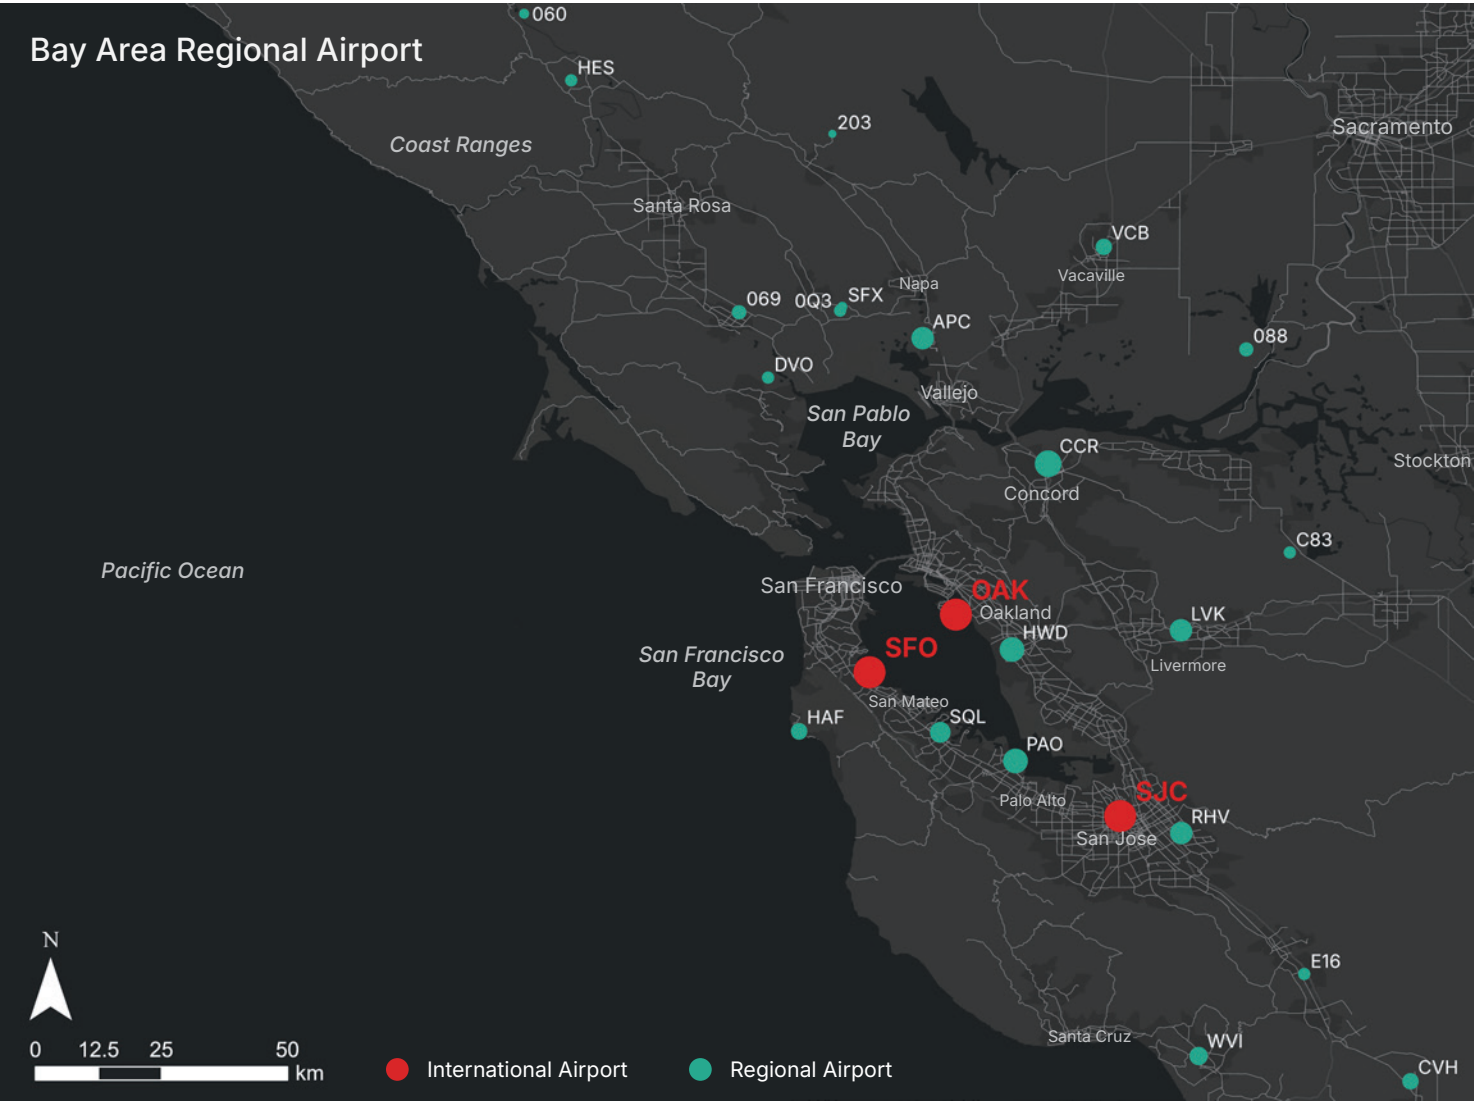 060
Bay Area Regional Airport
HES
203
Sacramento
Coast Ranges
Santa Rosa
VCB
Vacaville
Napa
069
0Q3
SFX
APC
088
DVO
Vallejo
San Pablo
Bay
CCR
Stockton
Concord
C83
Pacific Ocean
San Francisco
OAK
Oakland
LVK
HWD
SFO
San Francisco
Bay
Livermore
San Mateo
HAF
SQL
PAO
SJC
Palo Alto
RHV
San Jose
N
E16
Santa Cruz
WVI
0 12.5 25 50
km
International Airport
Regional Airport
CVH